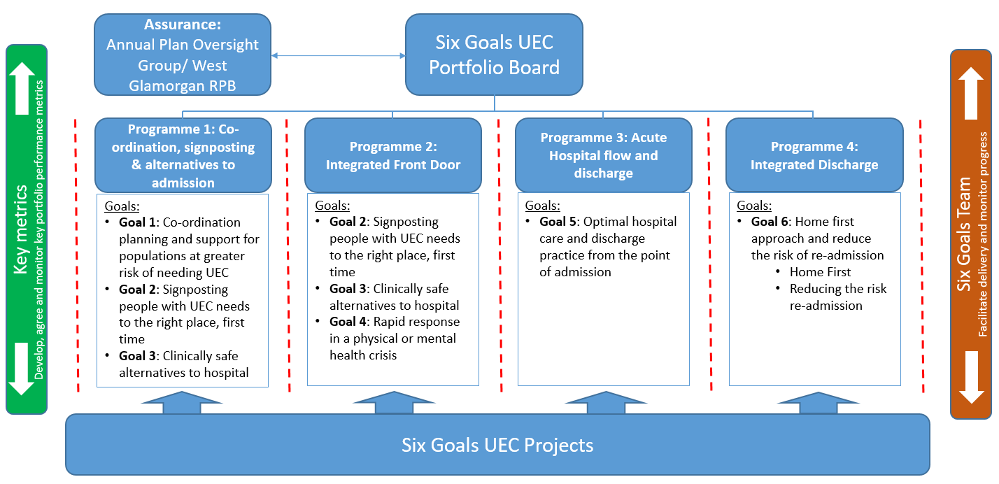 Assurance:
Annual Plan Oversight
Group/ West
Glamorgan RPB
Six Goals UEC
Portfolio Board
Key metrics
Develop, agree and monitor key portfolio performance metrics
Programme 1: Co-
ordination, signposting
& alternatives to
admission
Goals:
• Goal 1: Co-ordination
planning and support for
populations at greater
risk of needing UEC
• Goal 2: Signposting
people with UEC needs
to the right place, first
time
• Goal 3: Clinically safe
alternatives to hospital
Programme 2:
Integrated Front Door
Goals:
• Goal 2: Signposting
people with UEC needs
to the right place, first
time
• Goal 3: Clinically safe
alternatives to hospital
• Goal 4: Rapid response
in a physical or mental
health crisis
Programme 3: Acute
Hospital flow and
discharge
Goals:
• Goal 5: Optimal hospital
care and discharge
practice from the point
of admission
Programme 4:
Integrated Discharge
Goals:
• Goal 6: Home first
approach and reduce
the risk of re-admission
• Home First
• Reducing the risk
re-admission
Six Goals Team
Facilitate delivery and monitor progress
Six Goals UEC Projects